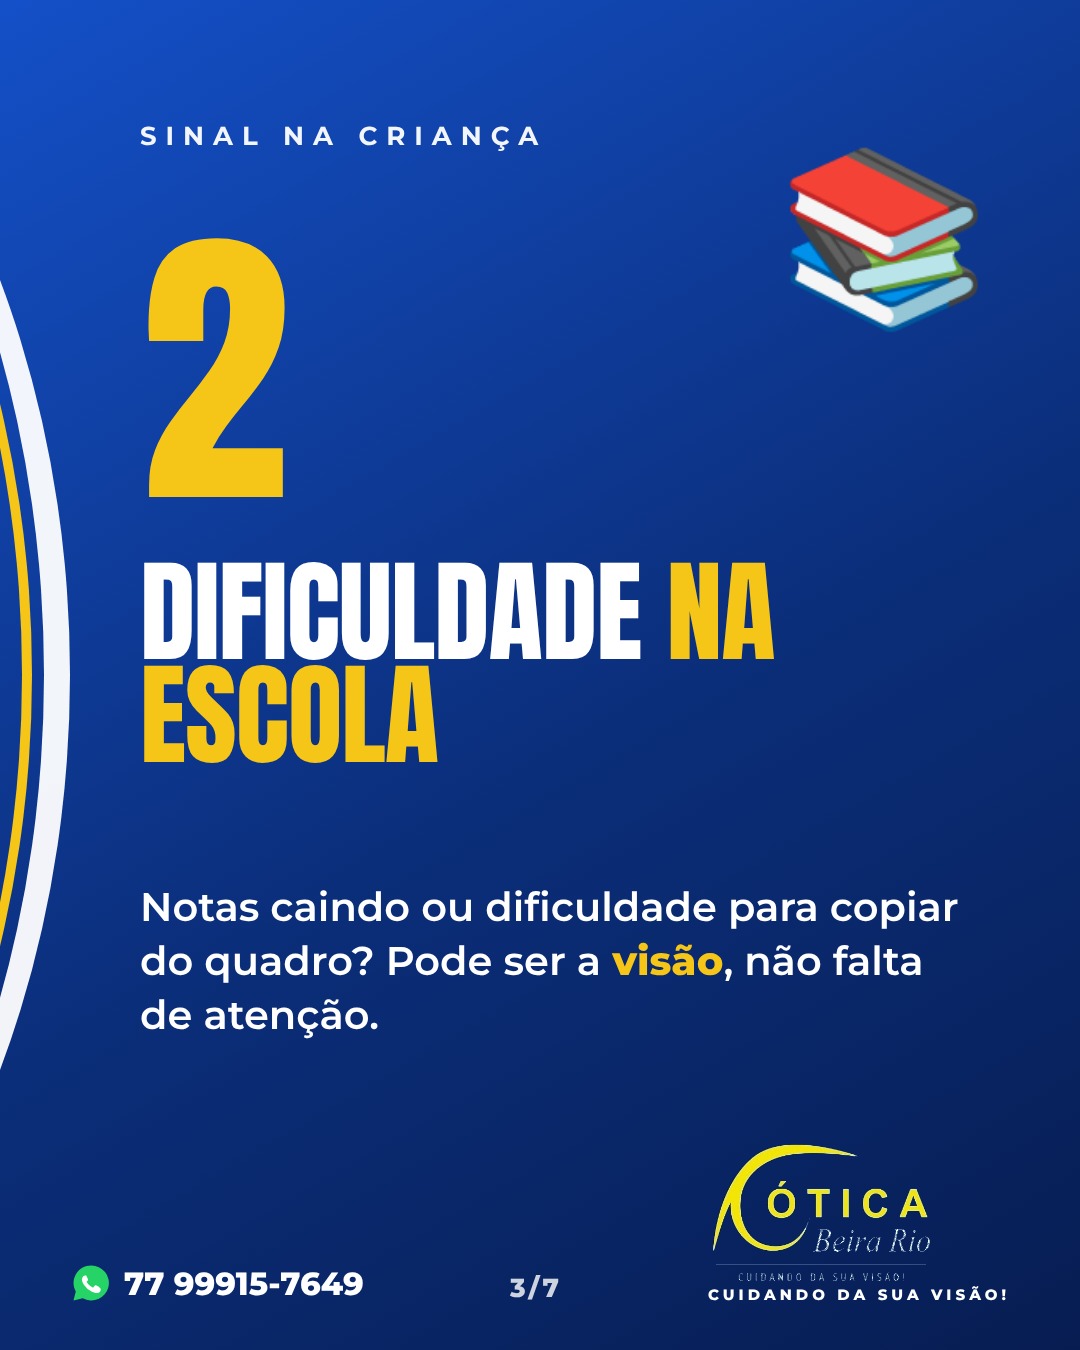 SINAL NA CRIANÇA
2
DIFICULDADE NA
ESCOLA
Notas caindo ou dificuldade para copiar
do quadro? Pode ser a visão, não falta
de atenção.
ÓTICA
Beira Rio
CUIDANDO DA SUA VISÃO!
CUIDANDO DA SUA VISÃO!
77 99915-7649
3/7